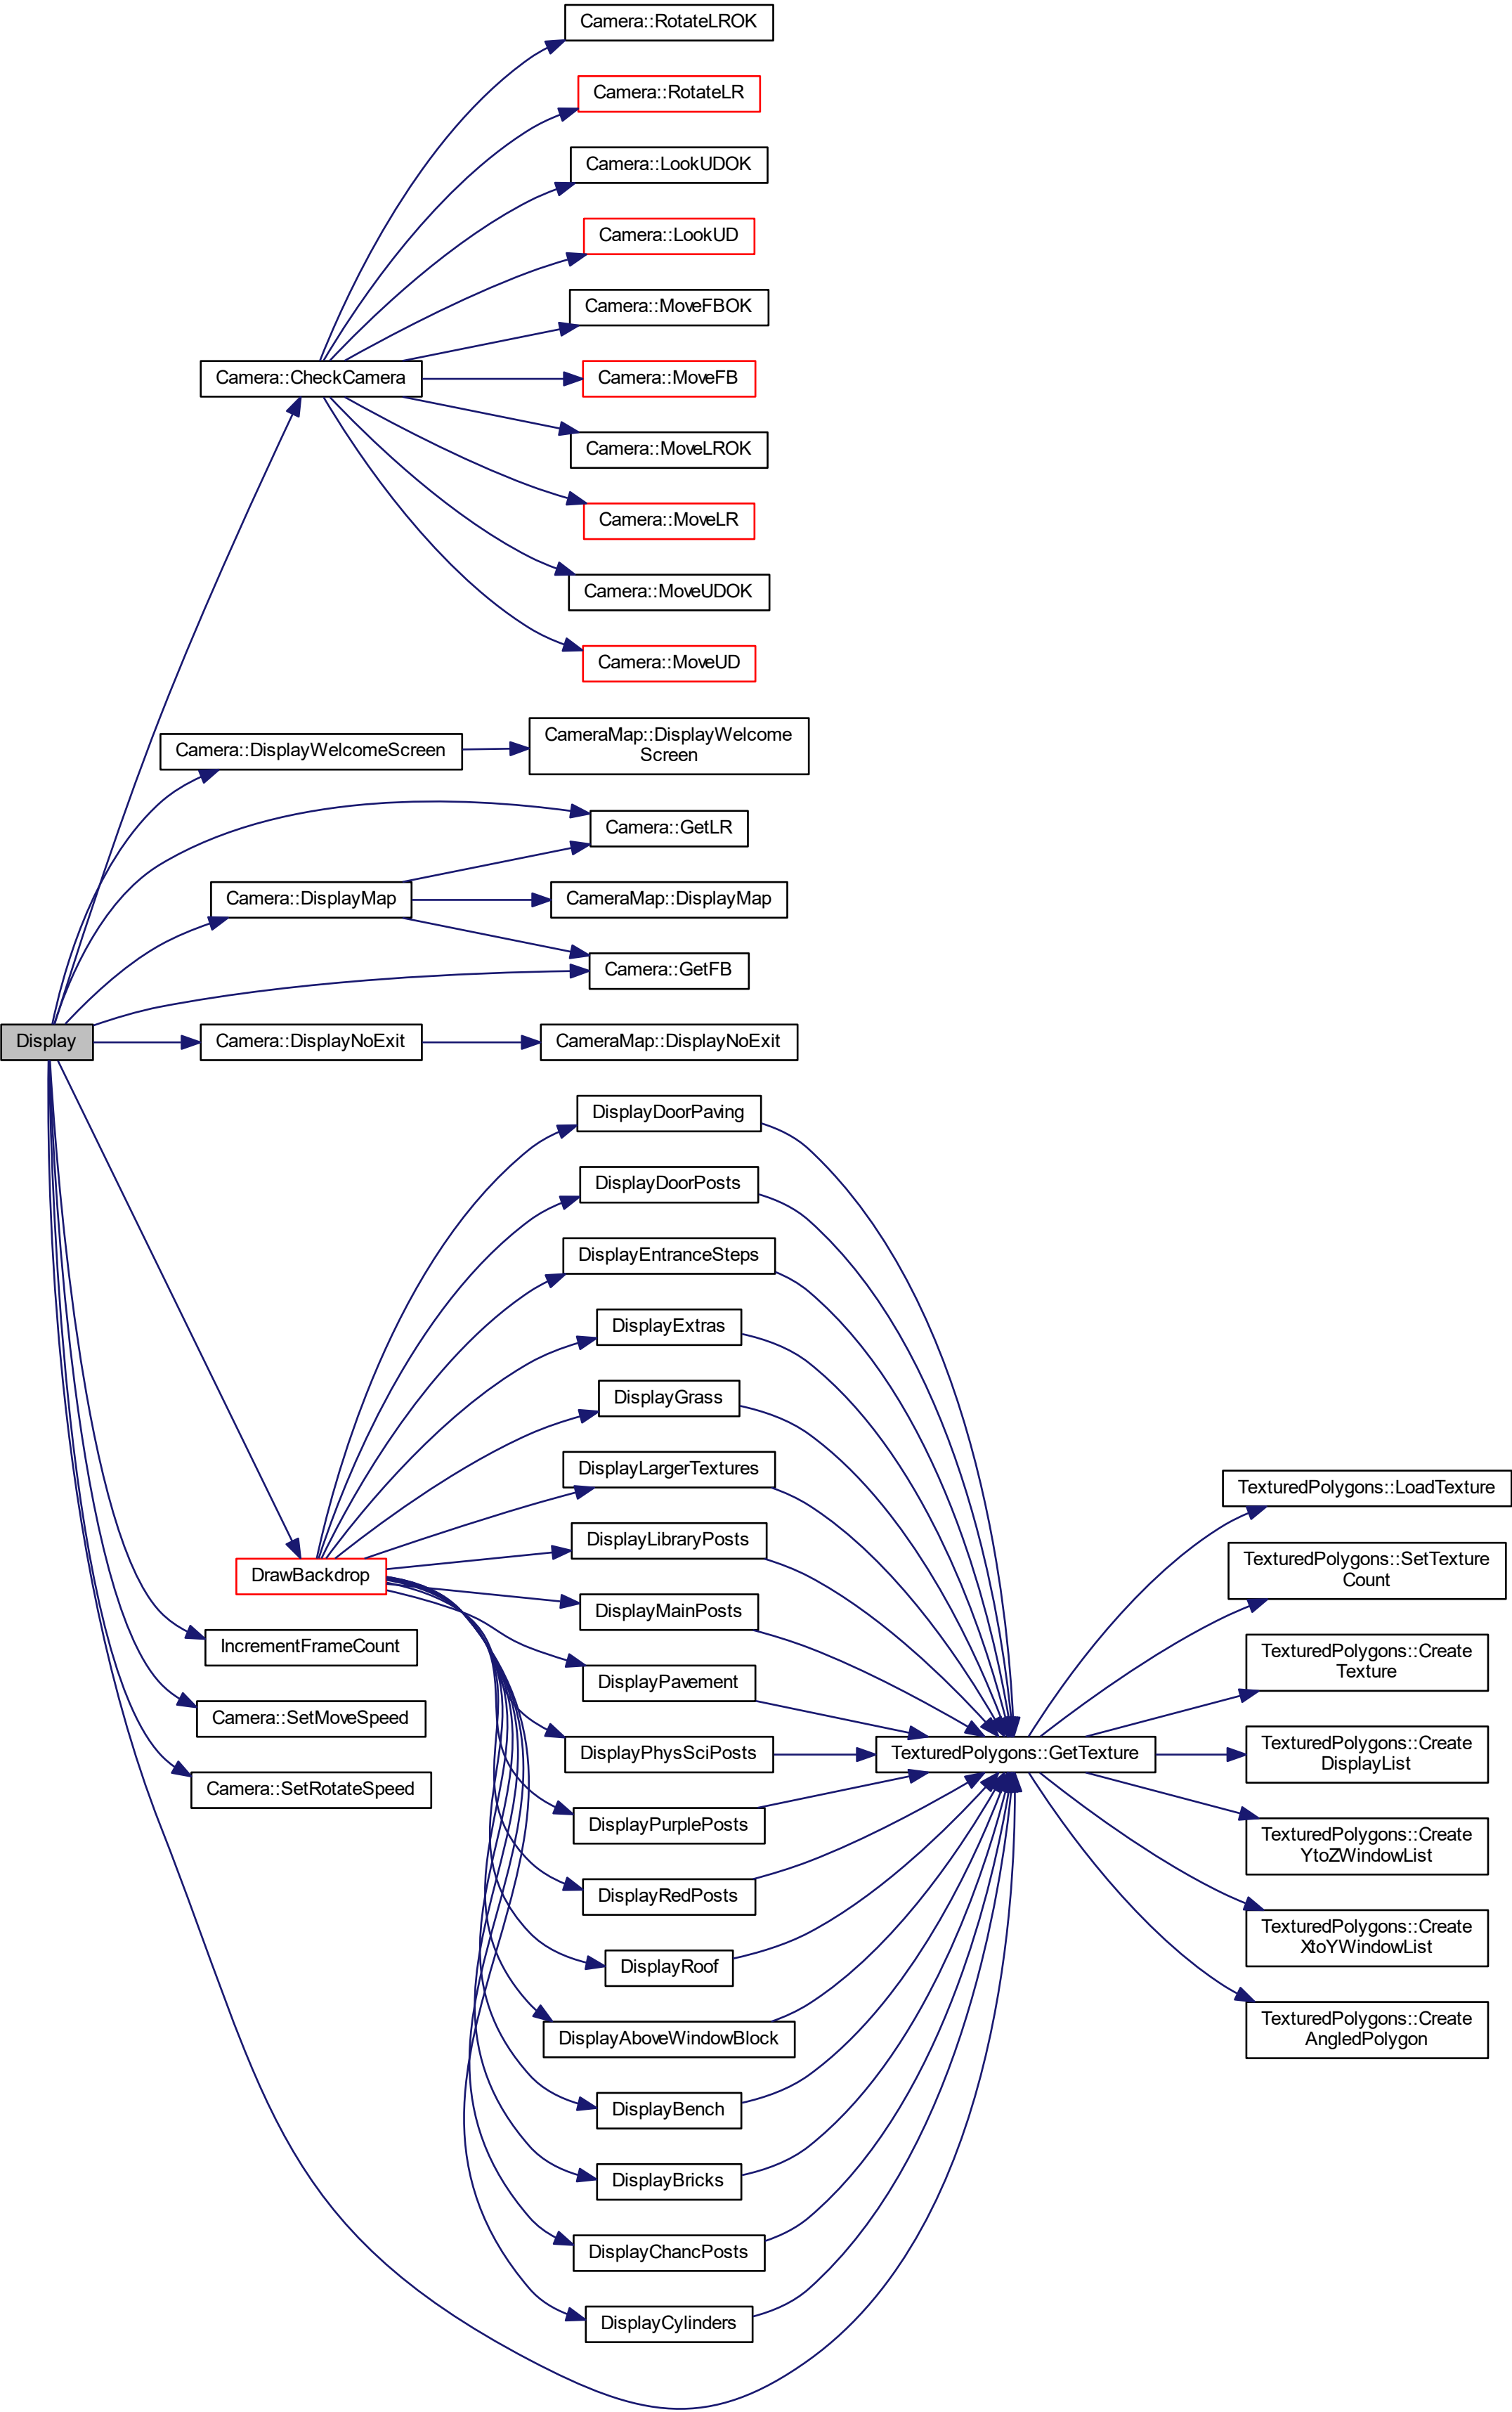 Camera::RotateLROK
Camera::RotateLR
Camera::LookUDOK
Camera::LookUD
Camera::MoveFBOK
Camera::CheckCamera
Camera::MoveFB
Camera::MoveLROK
Camera::MoveLR
Camera::MoveUDOK
Camera::MoveUD
Camera::DisplayWelcomeScreen
CameraMap::DisplayWelcome
Screen
Camera::GetLR
Camera::DisplayMap
CameraMap::DisplayMap
Camera::GetFB
Display
Camera::DisplayNoExit
CameraMap::DisplayNoExit
DisplayDoorPaving
DisplayDoorPosts
DisplayEntranceSteps
DisplayExtras
DisplayGrass
DisplayLargerTextures
TexturedPolygons::LoadTexture
DisplayLibraryPosts
TexturedPolygons::SetTexture
Count
DrawBackdrop
DisplayMainPosts
IncrementFrameCount
TexturedPolygons::Create
Texture
DisplayPavement
Camera::SetMoveSpeed
DisplayPhysSciPosts
TexturedPolygons::GetTexture
TexturedPolygons::Create
DisplayList
Camera::SetRotateSpeed
DisplayPurplePosts
TexturedPolygons::Create
YtoZWindowList
DisplayRedPosts
TexturedPolygons::Create
XtoYWindowList
DisplayRoof
TexturedPolygons::Create
AngledPolygon
DisplayAboveWindowBlock
DisplayBench
DisplayBricks
DisplayChancPosts
DisplayCylinders